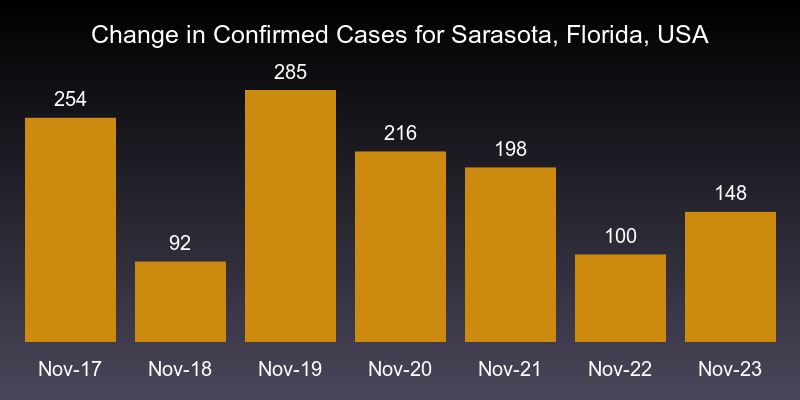 Change in Confirmed Cases for Sarasota, Florida, USA
254
92
285
216
198
100
148
Nov-17
Nov-18
Nov-19
Nov-20
Nov-21
Nov-22
Nov-23